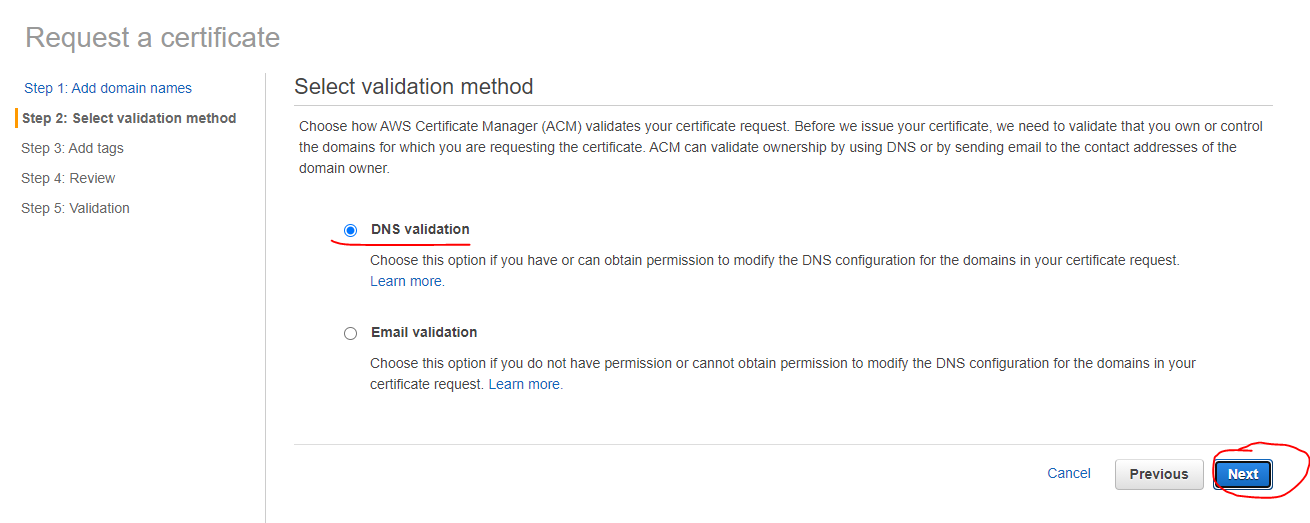 Request a certificate
Step 1: Add domain names
Step 2: Select validation method
Step 3: Add tags
Step 4: Review
Step 5: Validation
Select validation method
Choose how AWS Certificate Manager (ACM) validates your certificate request. Before we issue your certificate, we need to validate that you own or control
the domains for which you are requesting the certificate. ACM can validate ownership by using DNS or by sending email to the contact addresses of the
domain owner.
DNS validation
Choose this option if you have or can obtain permission to modify the DNS configuration for the domains in your certificate request.
Learn more.
Email validation
Choose this option if you do not have permission or cannot obtain permission to modify the DNS configuration for the domains in your
certificate request. Learn more.
Cancel Previous Next